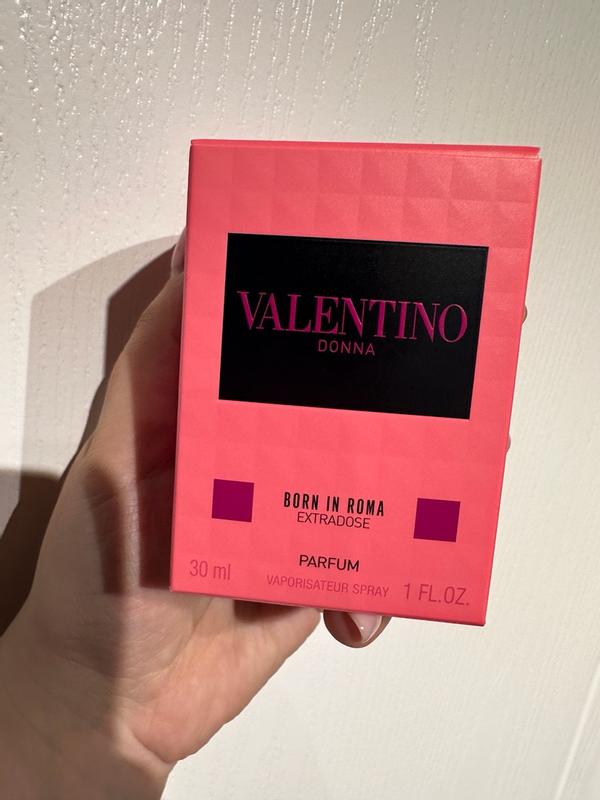 VALENTINO
DONNA
BORN IN ROMA
EXTRADOSE
PARFUM
30 ml VAPORISATEUR SPRAY 1 FL.OZ.